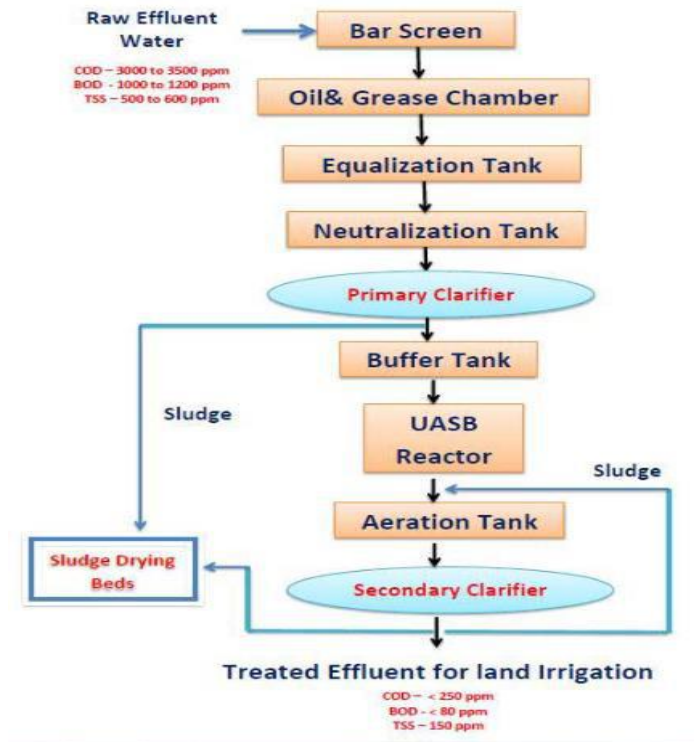 Raw Effluent
Water
COD – 3000 to 3500 ppm
BOD - 1000 to 1200 ppm
TSS – 500 to 600 ppm
Bar Screen
Oil& Grease Chamber
Equalization Tank
Neutralization Tank
Primary Clarifier
Buffer Tank
Sludge
UASB
Reactor
Sludge
Aeration Tank
Sludge Drying
Beds
Secondary Clarifier
Treated Effluent for land Irrigation
COD – < 250 ppm
BOD - < 80 ppm
TSS – 150 ppm